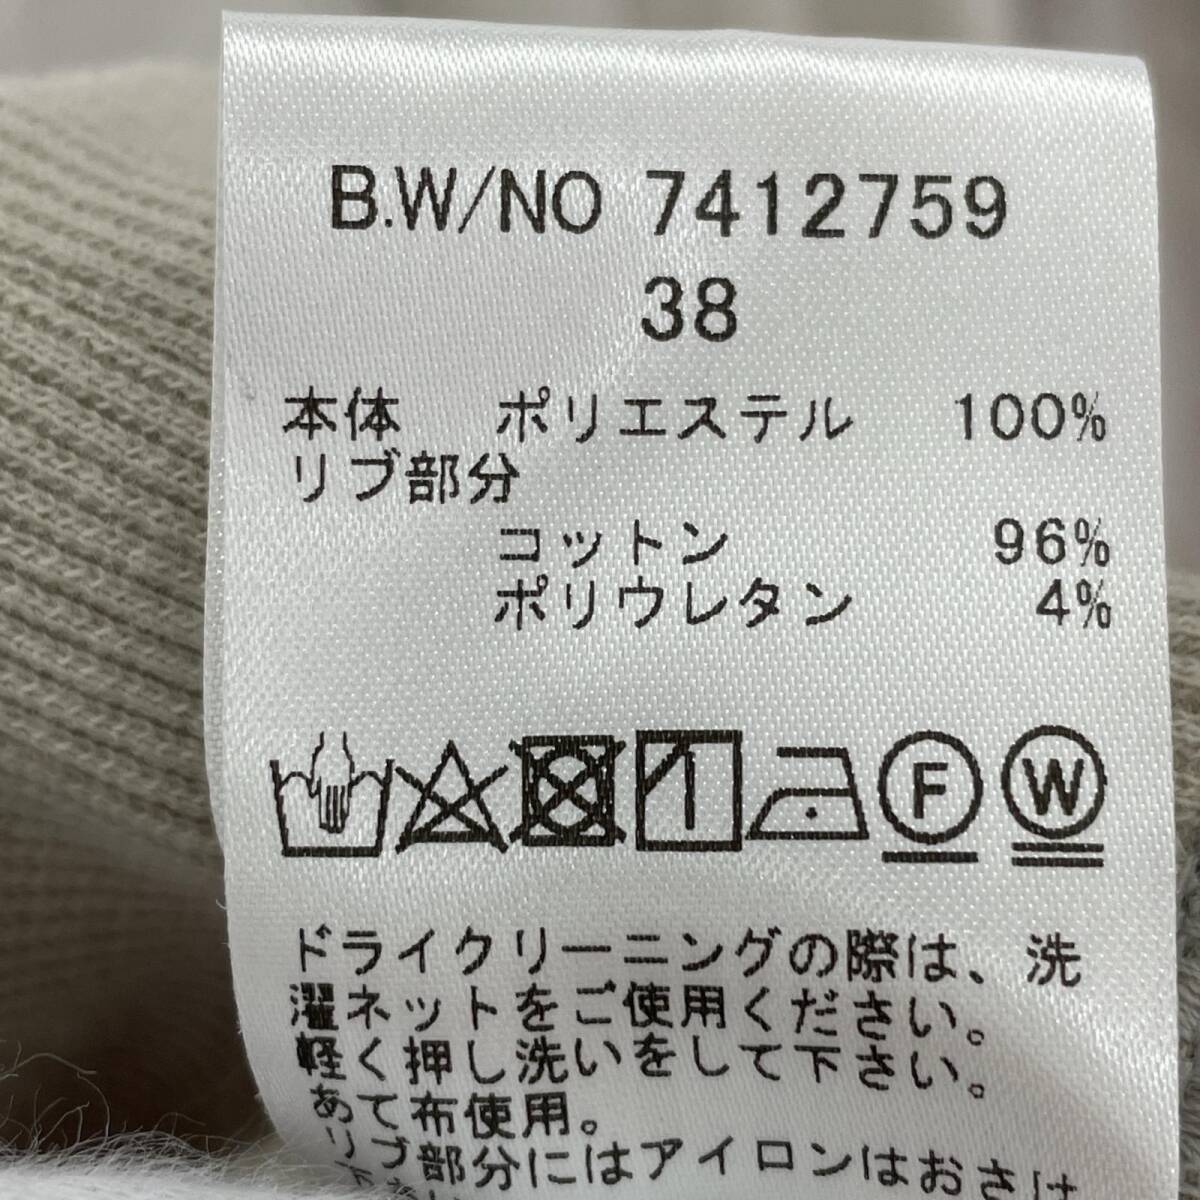 B.W/NO 7412759
38
本体 ポリエステル 100%
リブ部分
コットン 96%
ポリウレタン 4%
F W
ドライクリーニングの際は、洗
濯ネットをご使用ください。
軽く押し洗いをして下さい。
あて布使用。
リブ部分にはアイロンはおさけ